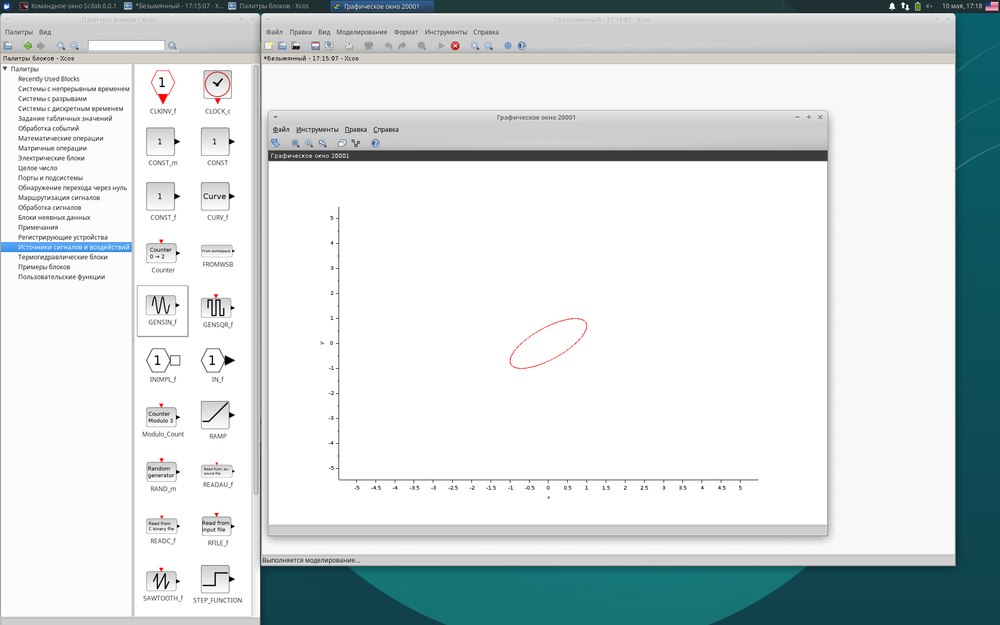 Командное окно Scilab 6.0.1
*Безымянный - 17:15:07 - X...
Палитры блоков - Xcos
Графическое окно 20001
10 мая, 17:18
Палитры блоков - Xcos
Палитры Вид
Палитры блоков - Xcos
Палитры
Recently Used Blocks
Системы с непрерывным временем
Системы с разрывами
Системы с дискретным временем
Задание табличных значений
Обработка событий
Математические операции
Матричные операции
Электрические блоки
Целое число
Порты и подсистемы
Обнаружение перехода через нуль
Маршрутизация сигналов
Обработка сигналов
Блоки неявных данных
Примечания
Регистрирующие устройства
Источники сигналов и воздействий
Термогидравлические блоки
Примеры блоков
Пользовательские функции
1
CLKINV_f
CLOCK_c
1
CONST_m
1
CONST
1
CONST_f
Curve
CURV_f
Counter
0 → 2
Counter
From workspace
FROMWSB
GENSIN_f
GENSQR_f
1
INIMPL_f
1
IN_f
Counter
Modulo 3
Modulo_Count
RAMP
Random
generator
RAND_m
Read from .au
sound file
READAU_f
Read from
C binary file
READC_f
Read from
input file
RFILE_f
SAWTOOTH_f
STEP_FUNCTION
*Безымянный - 17:15:07 - Xcos
Файл Правка Вид Моделирование Формат Инструменты Справка
*Безымянный - 17:15:07 - Xcos
Графическое окно 20001
Файл Инструменты Правка Справка
Графическое окно 20001
5
4
3
2
1
y 0
-1
-2
-3
-4
-5
-5 -4.5 -4 -3.5 -3 -2.5 -2 -1.5 -1 -0.5 0 0.5 1 1.5 2 2.5 3 3.5 4 4.5 5
x
Выполняется моделирование...